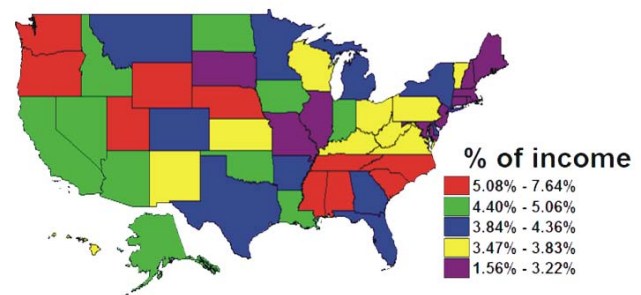 % of income
5.08% - 7.64%
4.40% - 5.06%
3.84% - 4.36%
3.47% - 3.83%
1.56% - 3.22%